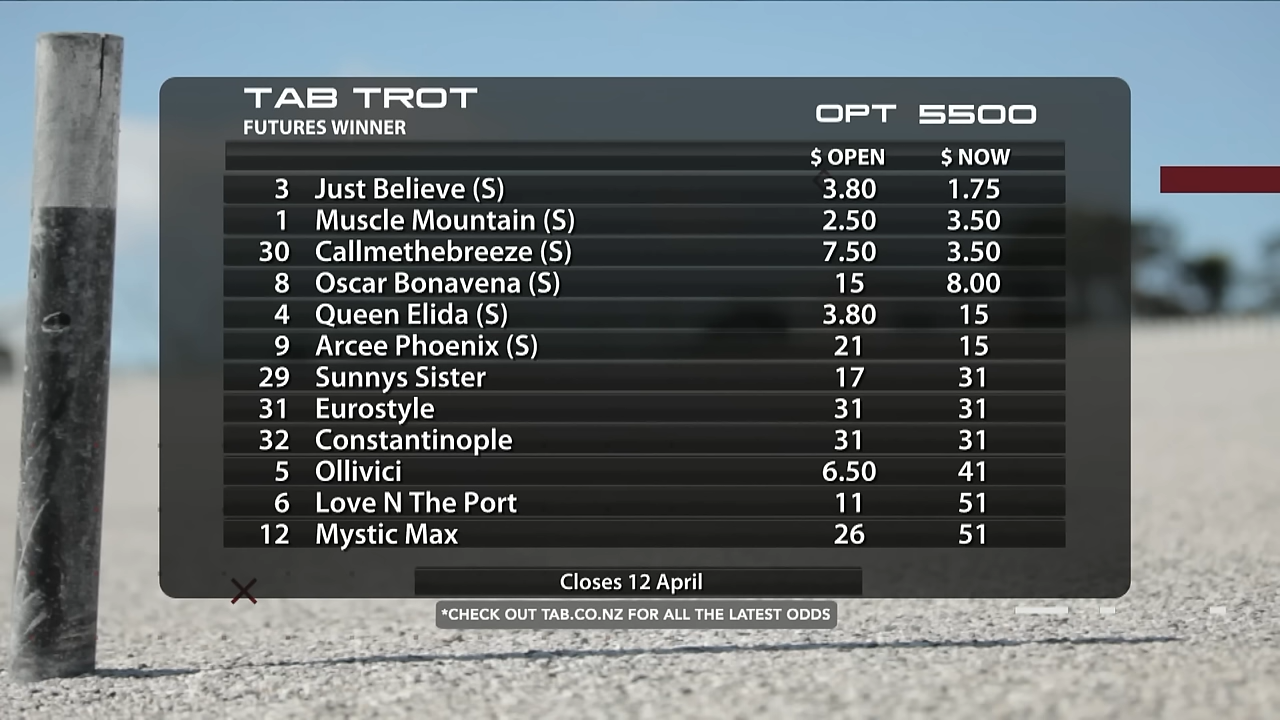 TAB TROT
FUTURES WINNER
OPT 5500
$ OPEN $ NOW
3 Just Believe (S) 3.80 1.75
1 Muscle Mountain (S) 2.50 3.50
30 Callmethebreeze (S) 7.50 3.50
8 Oscar Bonavena (S) 15 8.00
4 Queen Elida (S) 3.80 15
9 Arcee Phoenix (S) 21 15
29 Sunnys Sister 17 31
31 Eurostyle 31 31
32 Constantinople 31 31
5 Ollivici 6.50 41
6 Love N The Port 11 51
12 Mystic Max 26 51
Closes 12 April
*CHECK OUT TAB.CO.NZ FOR ALL THE LATEST ODDS